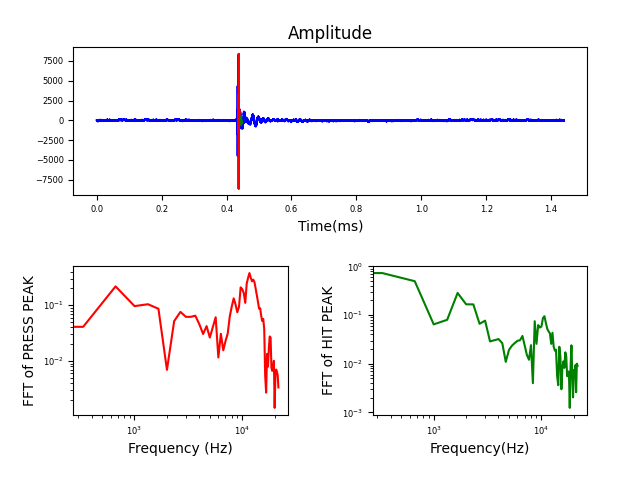 Amplitude
7500
5000
2500
0
−2500
−5000
−7500
0.0 0.2 0.4 0.6 0.8 1.0 1.2 1.4
Time(ms)
FFT of PRESS PEAK
10⁻¹
10⁻²
10³ 10⁴
Frequency (Hz)
FFT of HIT PEAK
10⁰
10⁻¹
10⁻²
10⁻³
10³ 10⁴
Frequency(Hz)